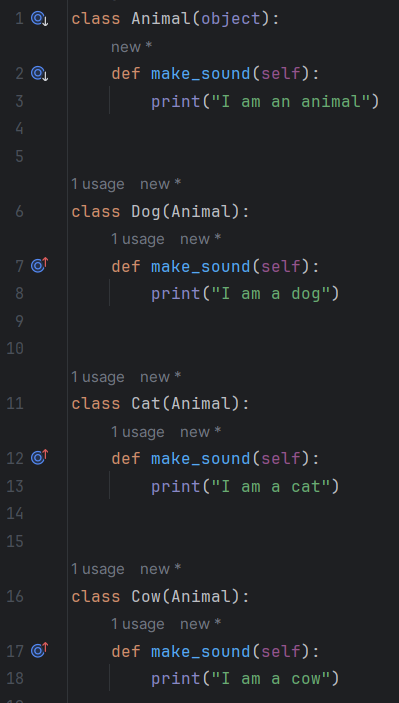 1 class Animal(object):
new *
2 def make_sound(self):
3 print("I am an animal")
4
5
1 usage new *
6 class Dog(Animal):
1 usage new *
7 def make_sound(self):
8 print("I am a dog")
9
10
1 usage new *
11 class Cat(Animal):
1 usage new *
12 def make_sound(self):
13 print("I am a cat")
14
15
1 usage new *
16 class Cow(Animal):
1 usage new *
17 def make_sound(self):
18 print("I am a cow")